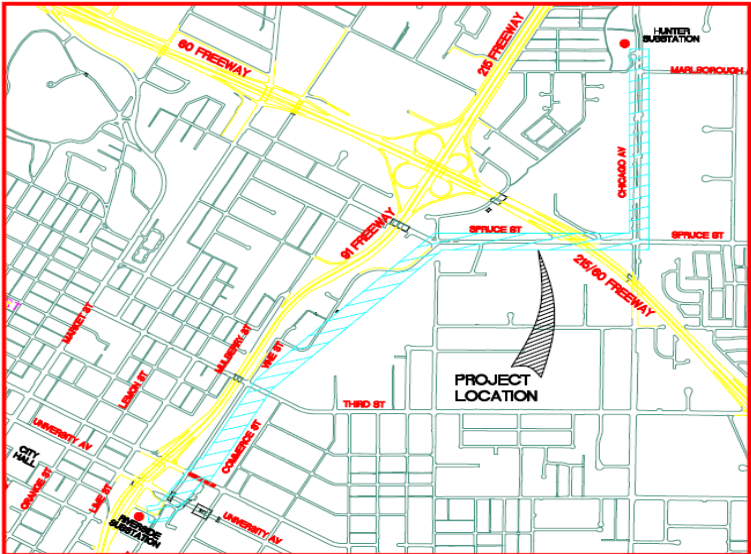 HUNTER
SUBSTATION
60 FREEWAY
215 FREEWAY
MARLBOROUGH
CHICAGO AV
91 FREEWAY
SPRUCE ST
SPRUCE ST
215/60 FREEWAY
MARKET ST
MULBERRY ST
VINE ST
LEMON ST
PROJECT
LOCATION
THIRD ST
UNIVERSITY AV
COMMERCE ST
CITY
HALL
ORANGE ST
LIME ST
RIVERSIDE
SUBSTATION
UNIVERSITY AV